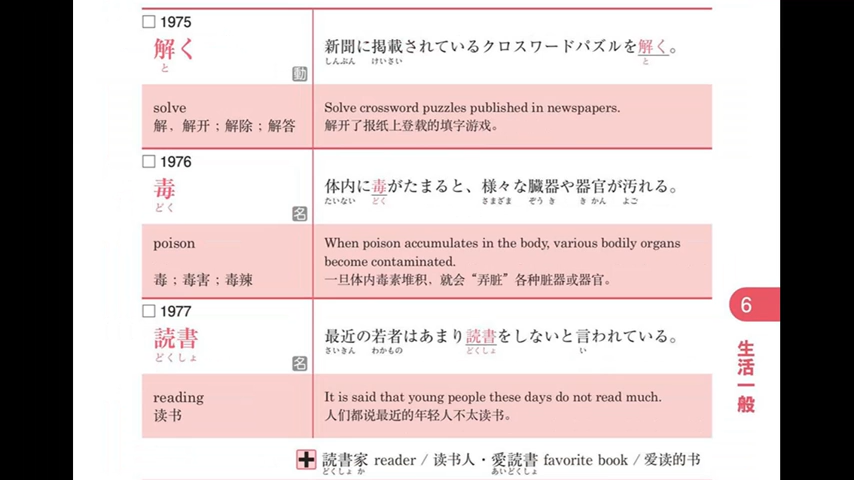 □ 1975
解く
と
動
新聞に掲載されているクロスワードパズルを解く。
しんぶん けいさい と
solve
解，解开；解除；解答
Solve crossword puzzles published in newspapers.
解开了报纸上登载的填字游戏。
□ 1976
毒
どく
名
体内に毒がたまると、様々な臓器や器官が汚れる。
たいない どく さまざま ぞうき きかん よご
poison
毒；毒害；毒辣
When poison accumulates in the body, various bodily organs
become contaminated.
一旦体内毒素堆积，就会“弄脏”各种脏器或器官。
□ 1977
読書
どくしょ
名
最近の若者はあまり読書をしないと言われている。
さいきん わかもの どくしょ い
reading
读书
It is said that young people these days do not read much.
人们都说最近的年轻人不太读书。
✚ 読書家 reader / 读书人・愛読書 favorite book / 爱读的书
どくしょ か あいどくしょ
6
生活一般